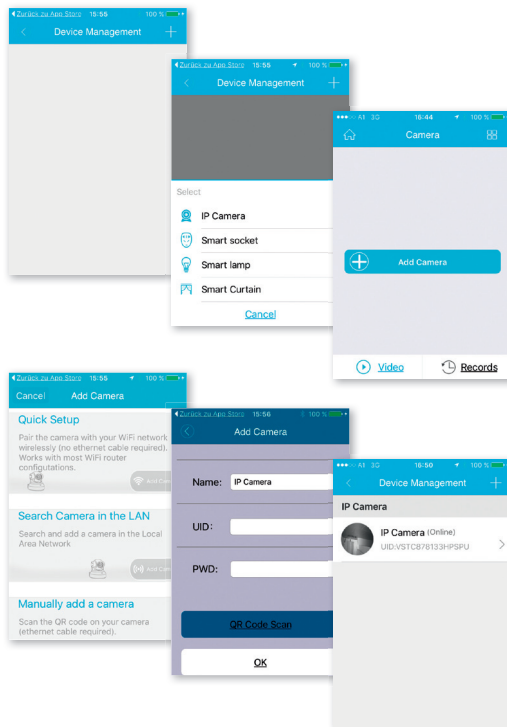 Zurück zu App Store 15:55 100 %
Device Management
Zurück zu App Store 15:55 100 %
Device Management
Select
IP Camera
Smart socket
Smart lamp
Smart Curtain
Cancel
A1 3G 16:44 100 %
Camera
Add Camera
Video
Records
Zurück zu App Store 15:55 100 %
Cancel Add Camera
Quick Setup
Pair the camera with your WiFi network
wirelessly (no ethernet cable required).
Works with most WiFi router
configutations.
Add Cam
Search Camera in the LAN
Search and add a camera in the Local
Area Network
Add Cam
Manually add a camera
Scan the QR code on your camera
(ethernet cable required).
Zurück zu App Store 15:56 100 %
Add Camera
Name: IP Camera
UID:
PWD:
QR Code Scan
OK
A1 3G 16:50 100 %
Device Management
IP Camera
IP Camera (Online)
UID:VSTC878133HPSPU